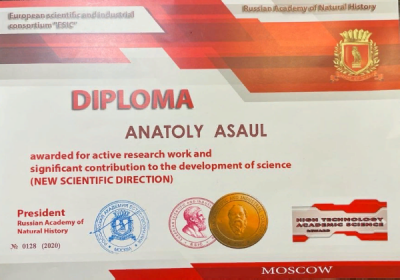 European scientific and industrial
consortium "ESIC"
Russian Academy of Natural History
DIPLOMA
ANATOLY ASAUL
awarded for active research work and
significant contribution to the development of science
(NEW SCIENTIFIC DIRECTION)
President
Russian Academy of
Natural History
№ 0128 (2020)
HIGH TECHNOLOGY
ACADEMIC SCIENCE
MOSCOW